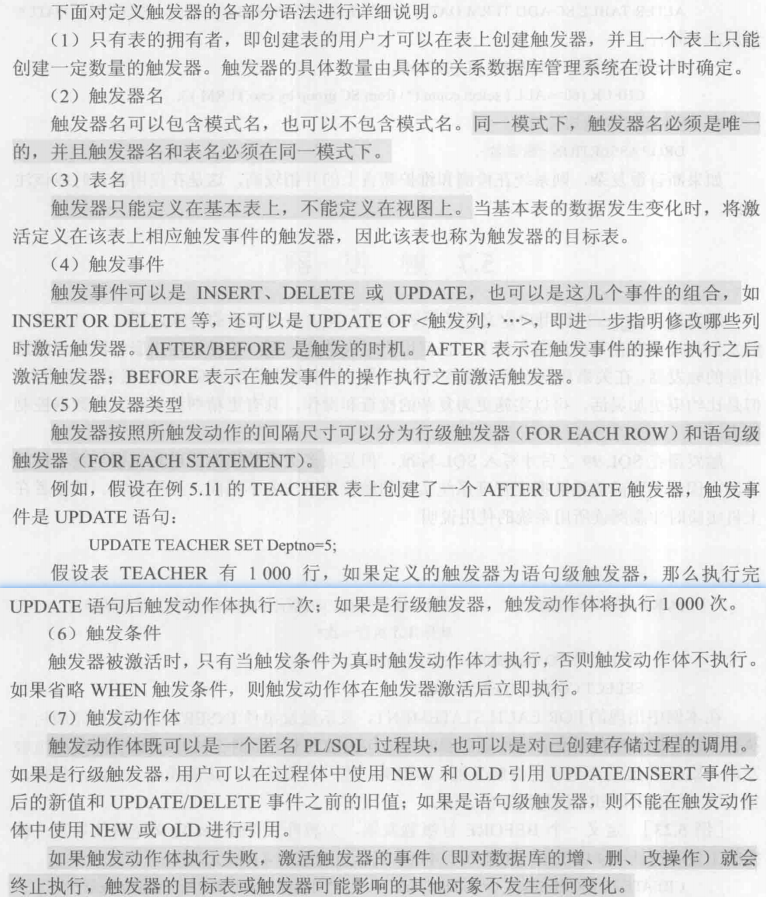 下面对定义触发器的各部分语法进行详细说明。
（1）只有表的拥有者，即创建表的用户才可以在表上创建触发器，并且一个表上只能
创建一定数量的触发器。触发器的具体数量由具体的关系数据库管理系统在设计时确定。
（2）触发器名
触发器名可以包含模式名，也可以不包含模式名。同一模式下，触发器名必须是唯一
的，并且触发器名和表名必须在同一模式下。
（3）表名
触发器只能定义在基本表上，不能定义在视图上。当基本表的数据发生变化时，将激
活定义在该表上相应触发事件的触发器，因此该表也称为触发器的目标表。
（4）触发事件
触发事件可以是 INSERT、DELETE 或 UPDATE，也可以是这几个事件的组合，如
INSERT OR DELETE 等，还可以是 UPDATE OF <触发列，…>，即进一步指明修改哪些列
时激活触发器。AFTER/BEFORE 是触发的时机。AFTER 表示在触发事件的操作执行之后
激活触发器；BEFORE 表示在触发事件的操作执行之前激活触发器。
（5）触发器类型
触发器按照所触发动作的间隔尺寸可以分为行级触发器（FOR EACH ROW）和语句级
触发器（FOR EACH STATEMENT）。
例如，假设在例 5.11 的 TEACHER 表上创建了一个 AFTER UPDATE 触发器，触发事
件是 UPDATE 语句：
UPDATE TEACHER SET Deptno=5;
假设表 TEACHER 有 1 000 行，如果定义的触发器为语句级触发器，那么执行完
UPDATE 语句后触发动作体执行一次；如果是行级触发器，触发动作体将执行 1 000 次。
（6）触发条件
触发器被激活时，只有当触发条件为真时触发动作体才执行，否则触发动作体不执行。
如果省略 WHEN 触发条件，则触发动作体在触发器激活后立即执行。
（7）触发动作体
触发动作体既可以是一个匿名 PL/SQL 过程块，也可以是对已创建存储过程的调用。
如果是行级触发器，用户可以在过程体中使用 NEW 和 OLD 引用 UPDATE/INSERT 事件之
后的新值和 UPDATE/DELETE 事件之前的旧值；如果是语句级触发器，则不能在触发动作
体中使用 NEW 或 OLD 进行引用。
如果触发动作体执行失败，激活触发器的事件（即对数据库的增、删、改操作）就会
终止执行，触发器的目标表或触发器可能影响的其他对象不发生任何变化。